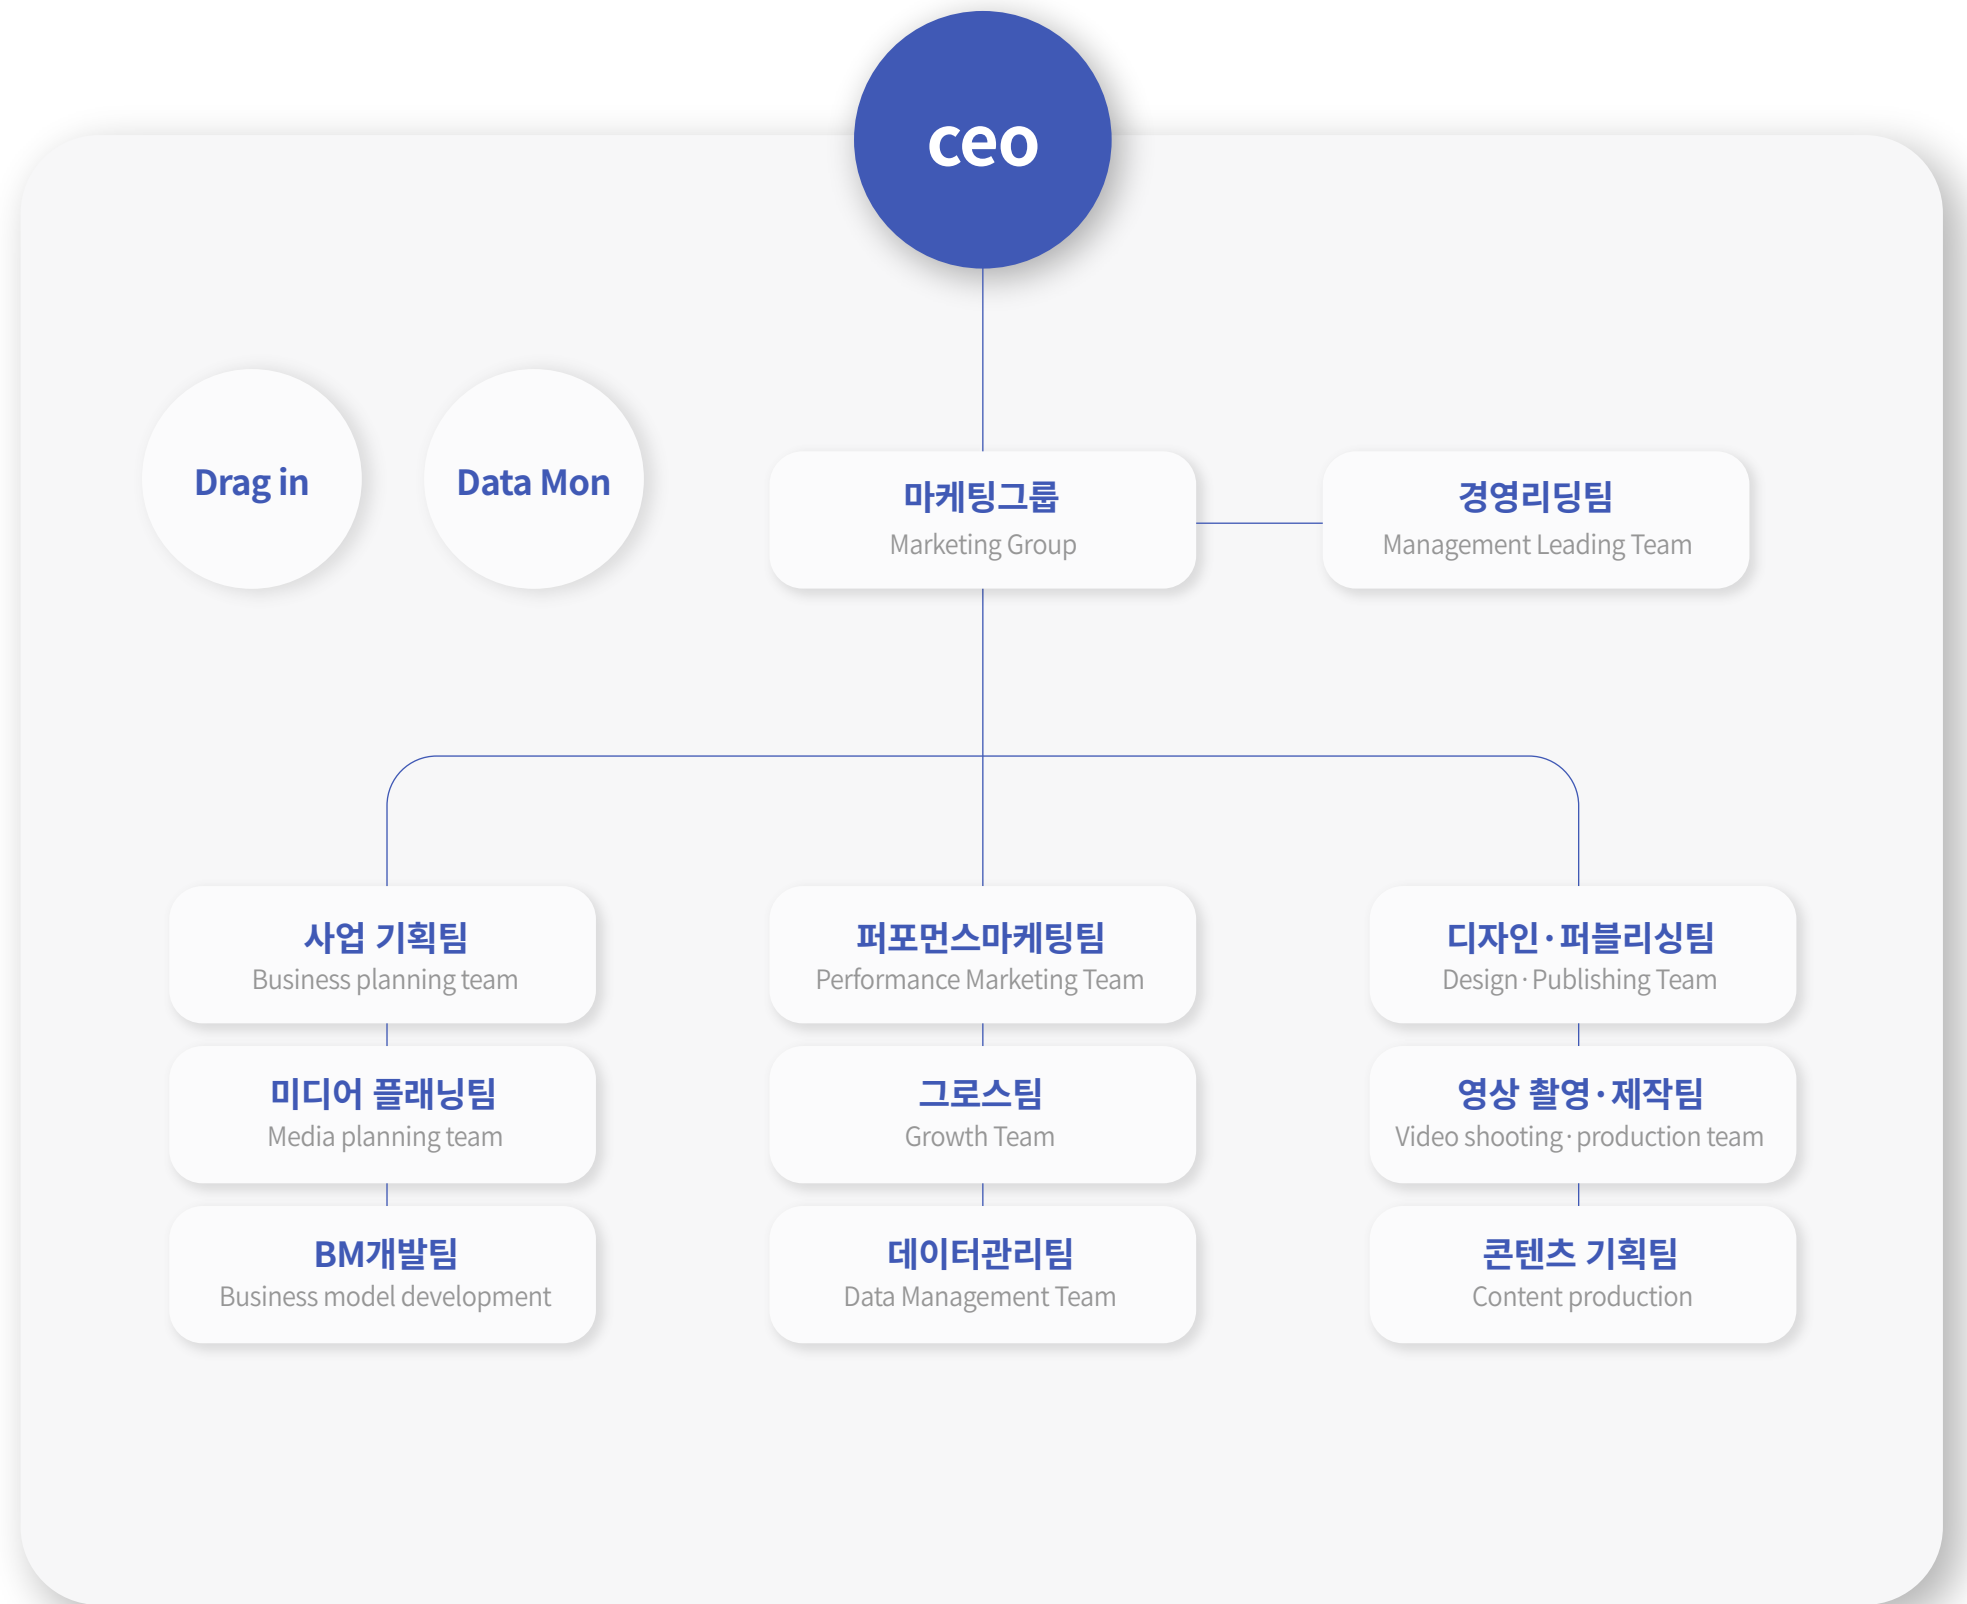 ceo
Drag in
Data Mon
마케팅그룹
Marketing Group
경영리딩팀
Management Leading Team
사업 기획팀
Business planning team
퍼포먼스마케팅팀
Performance Marketing Team
디자인·퍼블리싱팀
Design·Publishing Team
미디어 플래닝팀
Media planning team
그로스팀
Growth Team
영상 촬영·제작팀
Video shooting·production team
BM개발팀
Business model development
데이터관리팀
Data Management Team
콘텐츠 기획팀
Content production